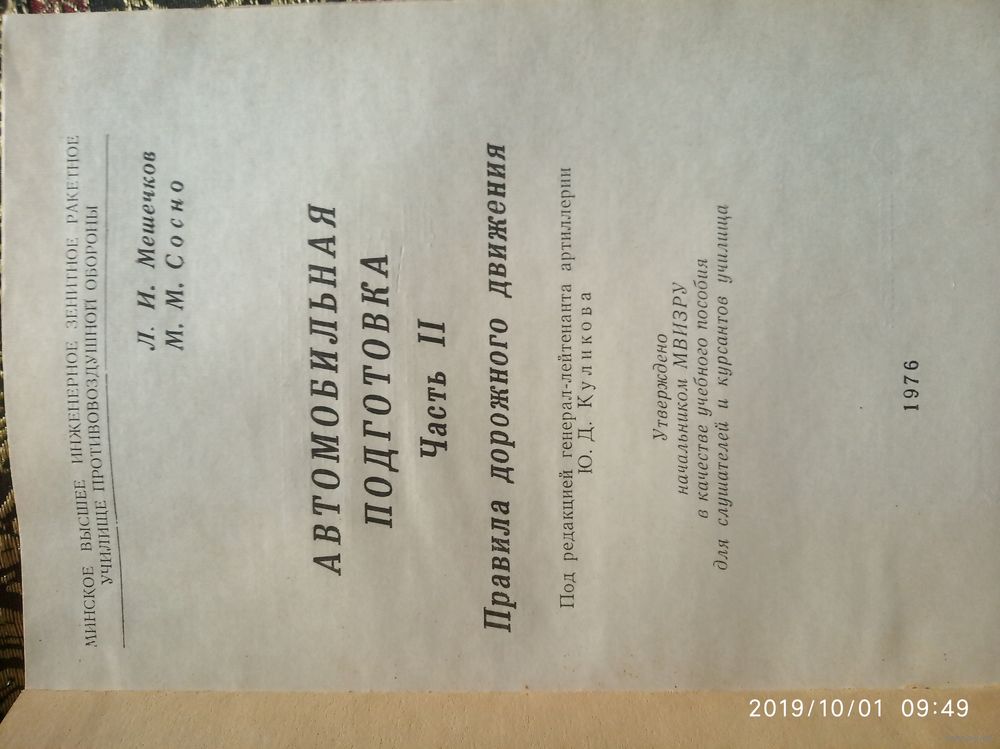 МИНСКОЕ ВЫСШЕЕ ИНЖЕНЕРНОЕ ЗЕНИТНОЕ РАКЕТНОЕ
УЧИЛИЩЕ ПРОТИВОВОЗДУШНОЙ ОБОРОНЫ
Л. И. Мешечков
М. М. Сосно
АВТОМОБИЛЬНАЯ
ПОДГОТОВКА
Часть II
Правила дорожного движения
Под редакцией генерал-лейтенанта артиллерии
Ю. Д. Куликова
Утверждено
начальником МВИЗРУ
в качестве учебного пособия
для слушателей и курсантов училища
1976
2019/10/01 09:49